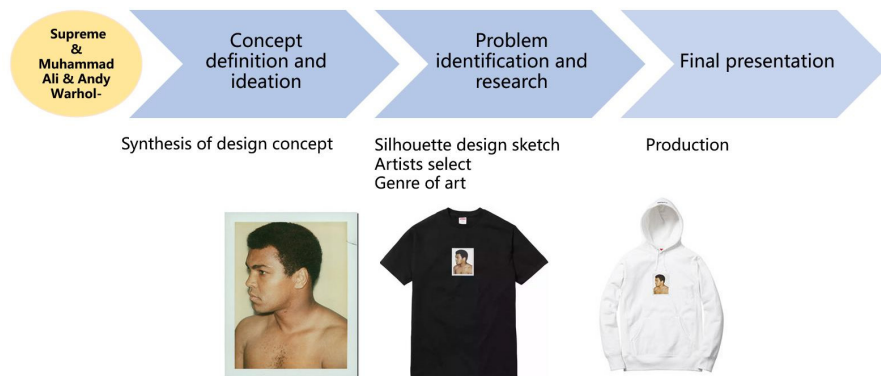 Supreme
&
Muhammad
Ali & Andy
Warhol-
Concept
definition and
ideation
Problem
identification and
research
Final presentation
Synthesis of design concept
Silhouette design sketch
Artists select
Genre of art
Production